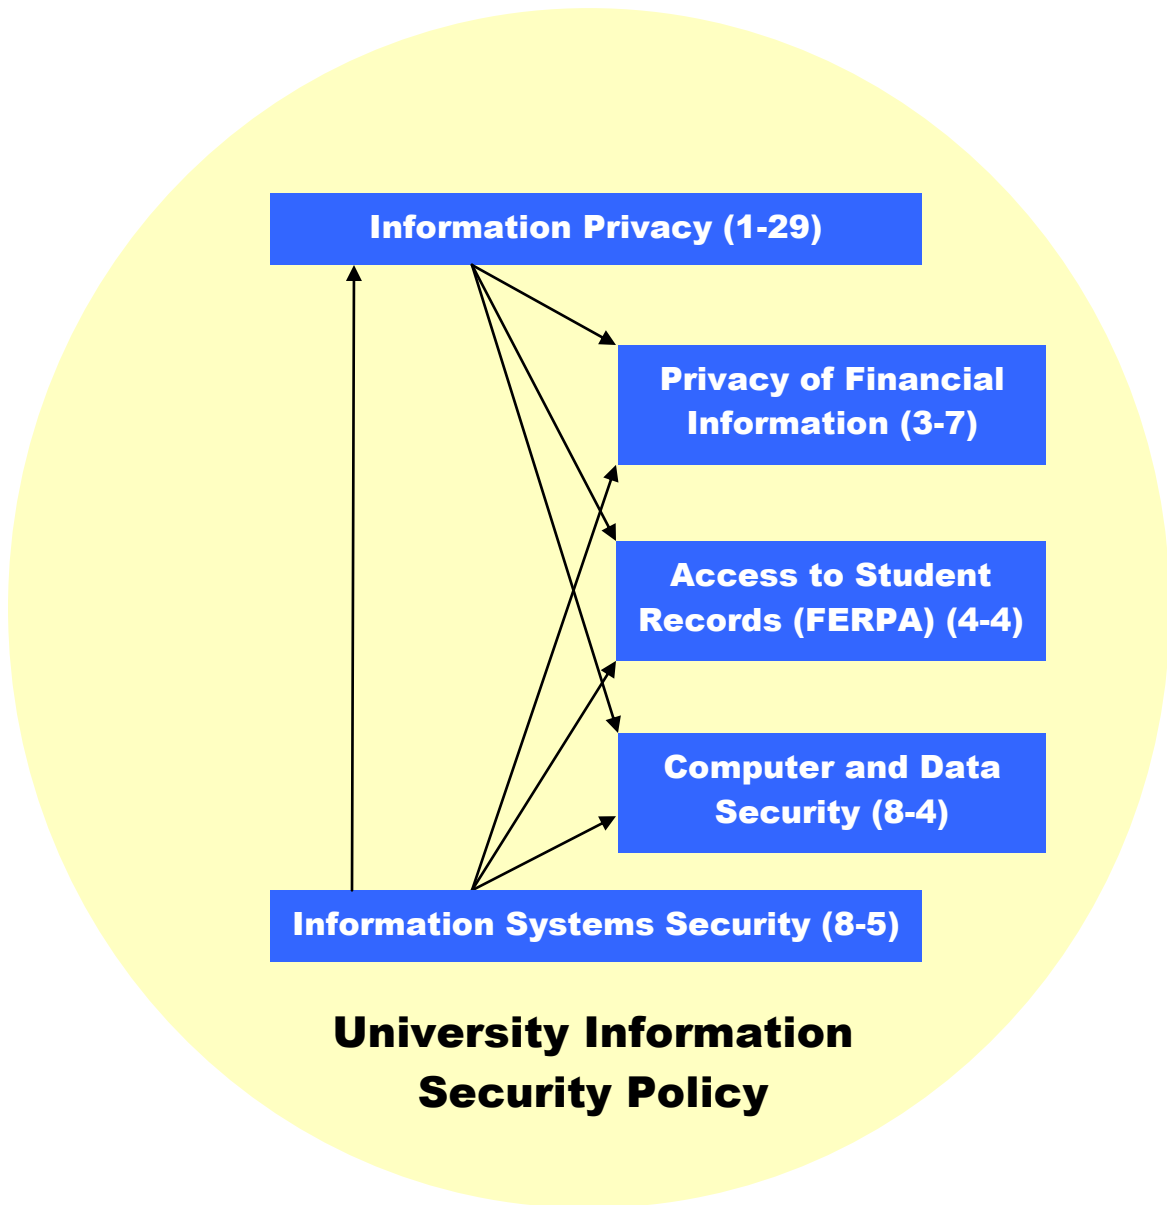 Information Privacy (1-29)
Privacy of Financial
Information (3-7)
Access to Student
Records (FERPA) (4-4)
Computer and Data
Security (8-4)
Information Systems Security (8-5)
University Information
Security Policy